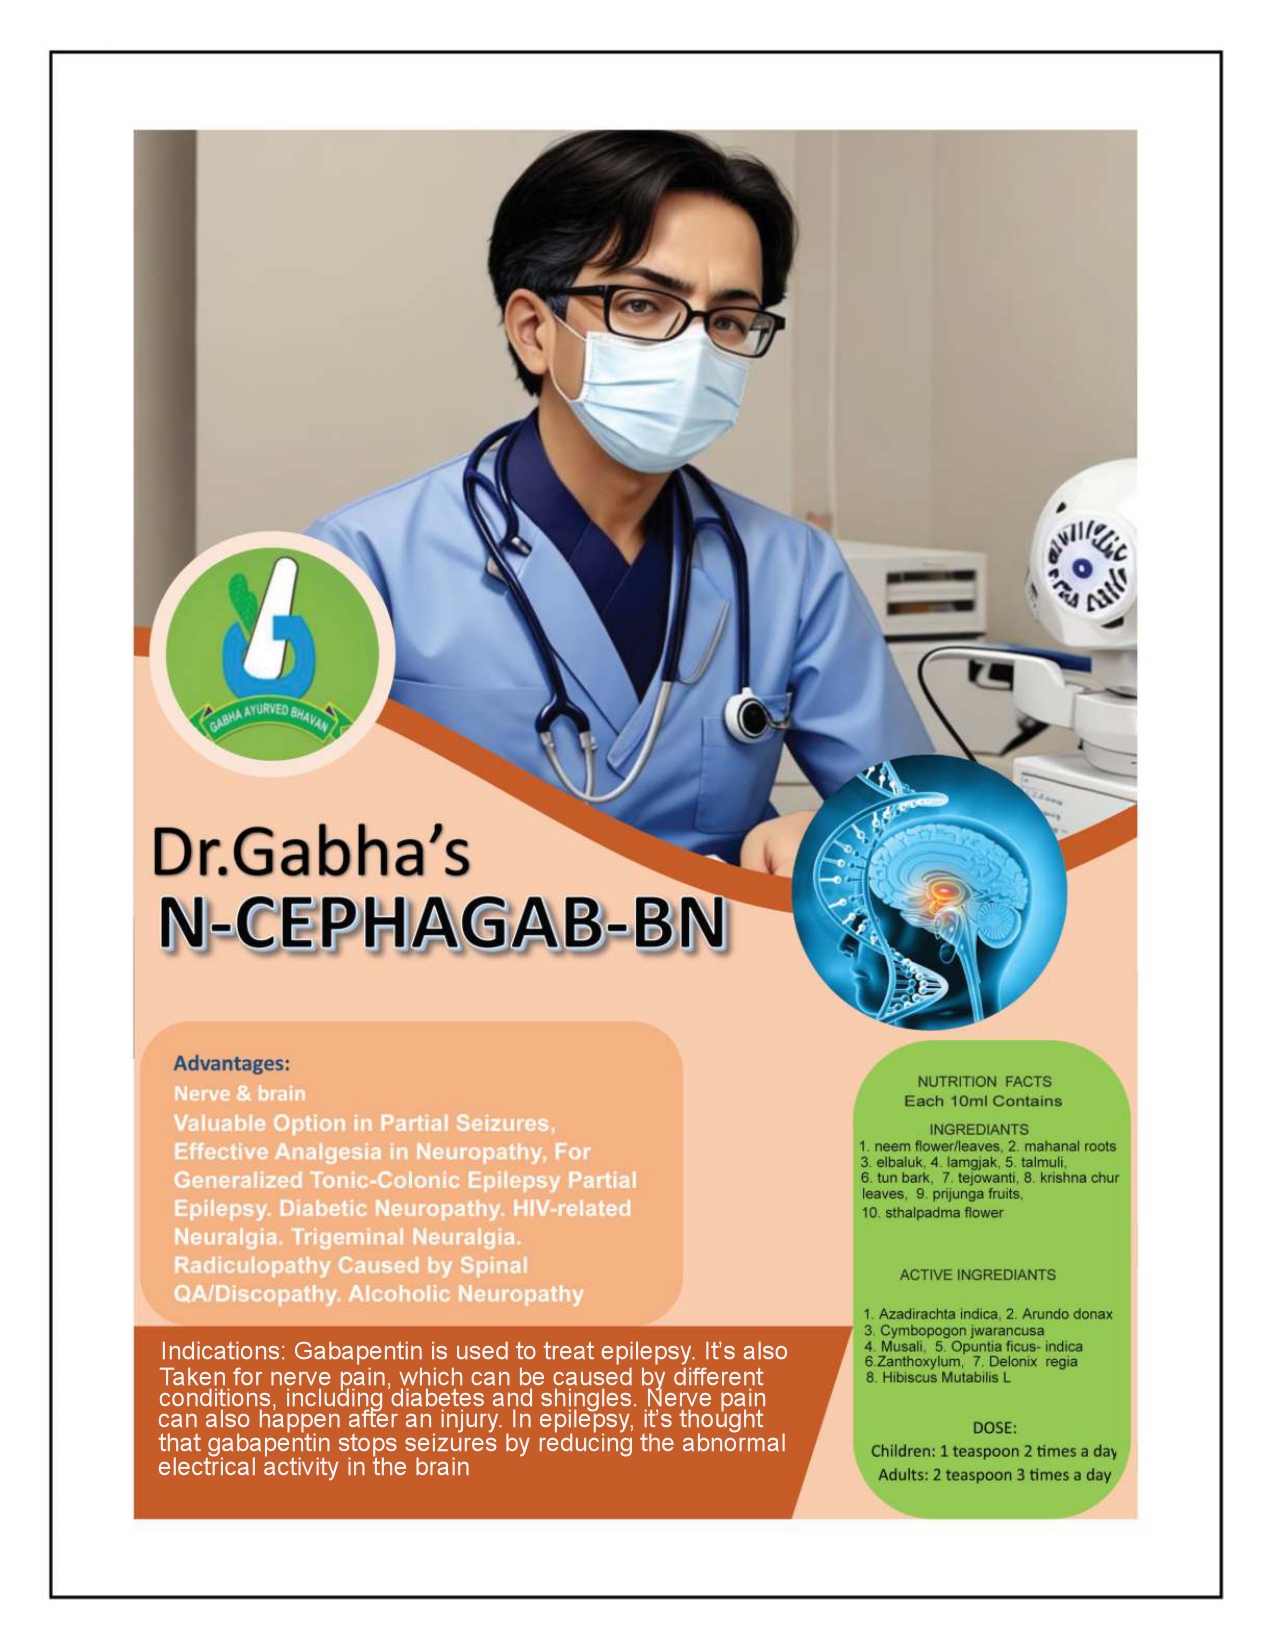 GABHA AYURVED BHAVAN
Dr.Gabha’s
N-CEPHAGAB-BN
Advantages:
Nerve & brain
Valuable Option in Partial Seizures,
Effective Analgesia in Neuropathy, For
Generalized Tonic-Colonic Epilepsy Partial
Epilepsy. Diabetic Neuropathy. HIV-related
Neuralgia. Trigeminal Neuralgia.
Radiculopathy Caused by Spinal
QA/Discopathy. Alcoholic Neuropathy
Indications: Gabapentin is used to treat epilepsy. It’s also
Taken for nerve pain, which can be caused by different
conditions, including diabetes and shingles. Nerve pain
can also happen after an injury. In epilepsy, it’s thought
that gabapentin stops seizures by reducing the abnormal
electrical activity in the brain
NUTRITION FACTS
Each 10ml Contains
INGREDIANTS
1. neem flower/leaves, 2. mahanal roots
3. elbaluk, 4. lamgjak, 5. talmuli,
6. tun bark, 7. tejowanti, 8. krishna chur
leaves, 9. prijunga fruits,
10. sthalpadma flower
ACTIVE INGREDIANTS
1. Azadirachta indica, 2. Arundo donax
3. Cymbopogon jwarancusa
4. Musali, 5. Opuntia ficus- indica
6.Zanthoxylum, 7. Delonix regia
8. Hibiscus Mutabilis L
DOSE:
Children: 1 teaspoon 2 times a day
Adults: 2 teaspoon 3 times a day